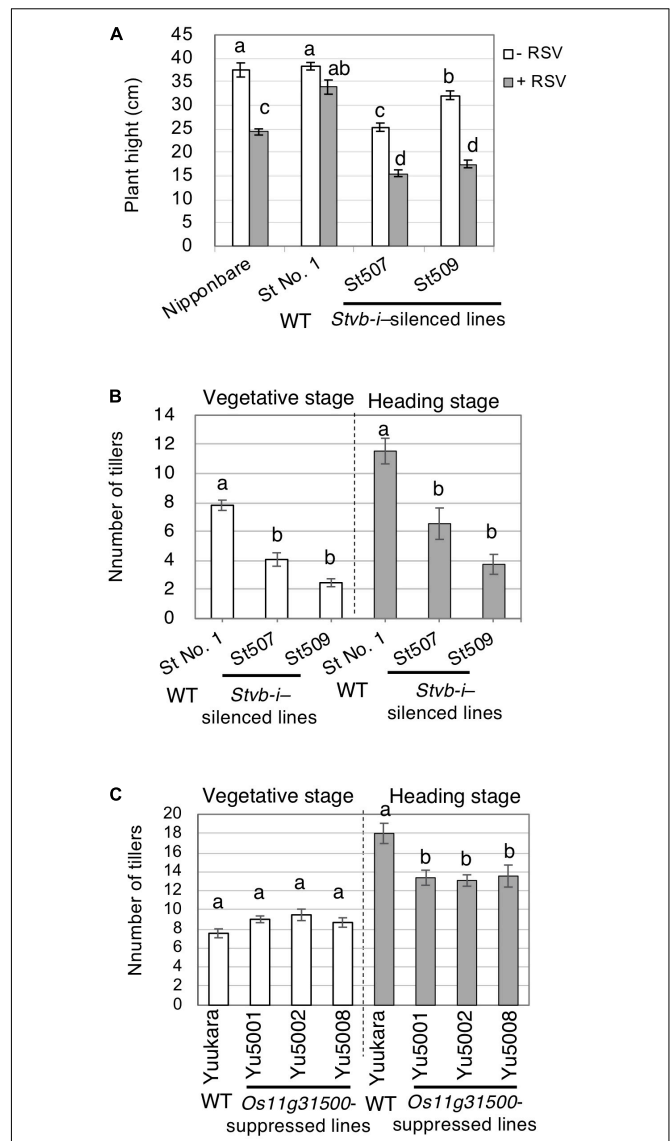 A
Plant hight (cm)
45
40
35
30
25
20
15
10
5
0
a
c
a
ab
c
d
b
d
- RSV
+ RSV
Nipponbare
St No. 1
St507
St509
WT
Stvb-i–silenced lines
B
Vegetative stage
Heading stage
Nnumber of tillers
14
12
10
8
6
4
2
0
a
b
b
a
b
b
St No. 1
St507
St509
St No. 1
St507
St509
WT
Stvb-i–
silenced lines
WT
Stvb-i–
silenced lines
C
Vegetative stage
Heading stage
Nnumber of tillers
20
18
16
14
12
10
8
6
4
2
0
a
a
a
a
a
b
b
b
Yuukara
Yu5001
Yu5002
Yu5008
Yuukara
Yu5001
Yu5002
Yu5008
WT
Os11g31500-
suppressed lines
WT
Os11g31500-
suppressed lines